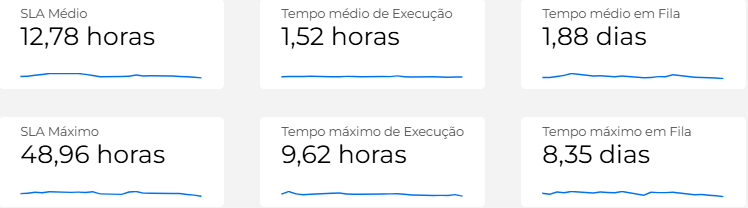 SLA Médio
12,78 horas
Tempo médio de Execução
1,52 horas
Tempo médio em Fila
1,88 dias
SLA Máximo
48,96 horas
Tempo máximo de Execução
9,62 horas
Tempo máximo em Fila
8,35 dias